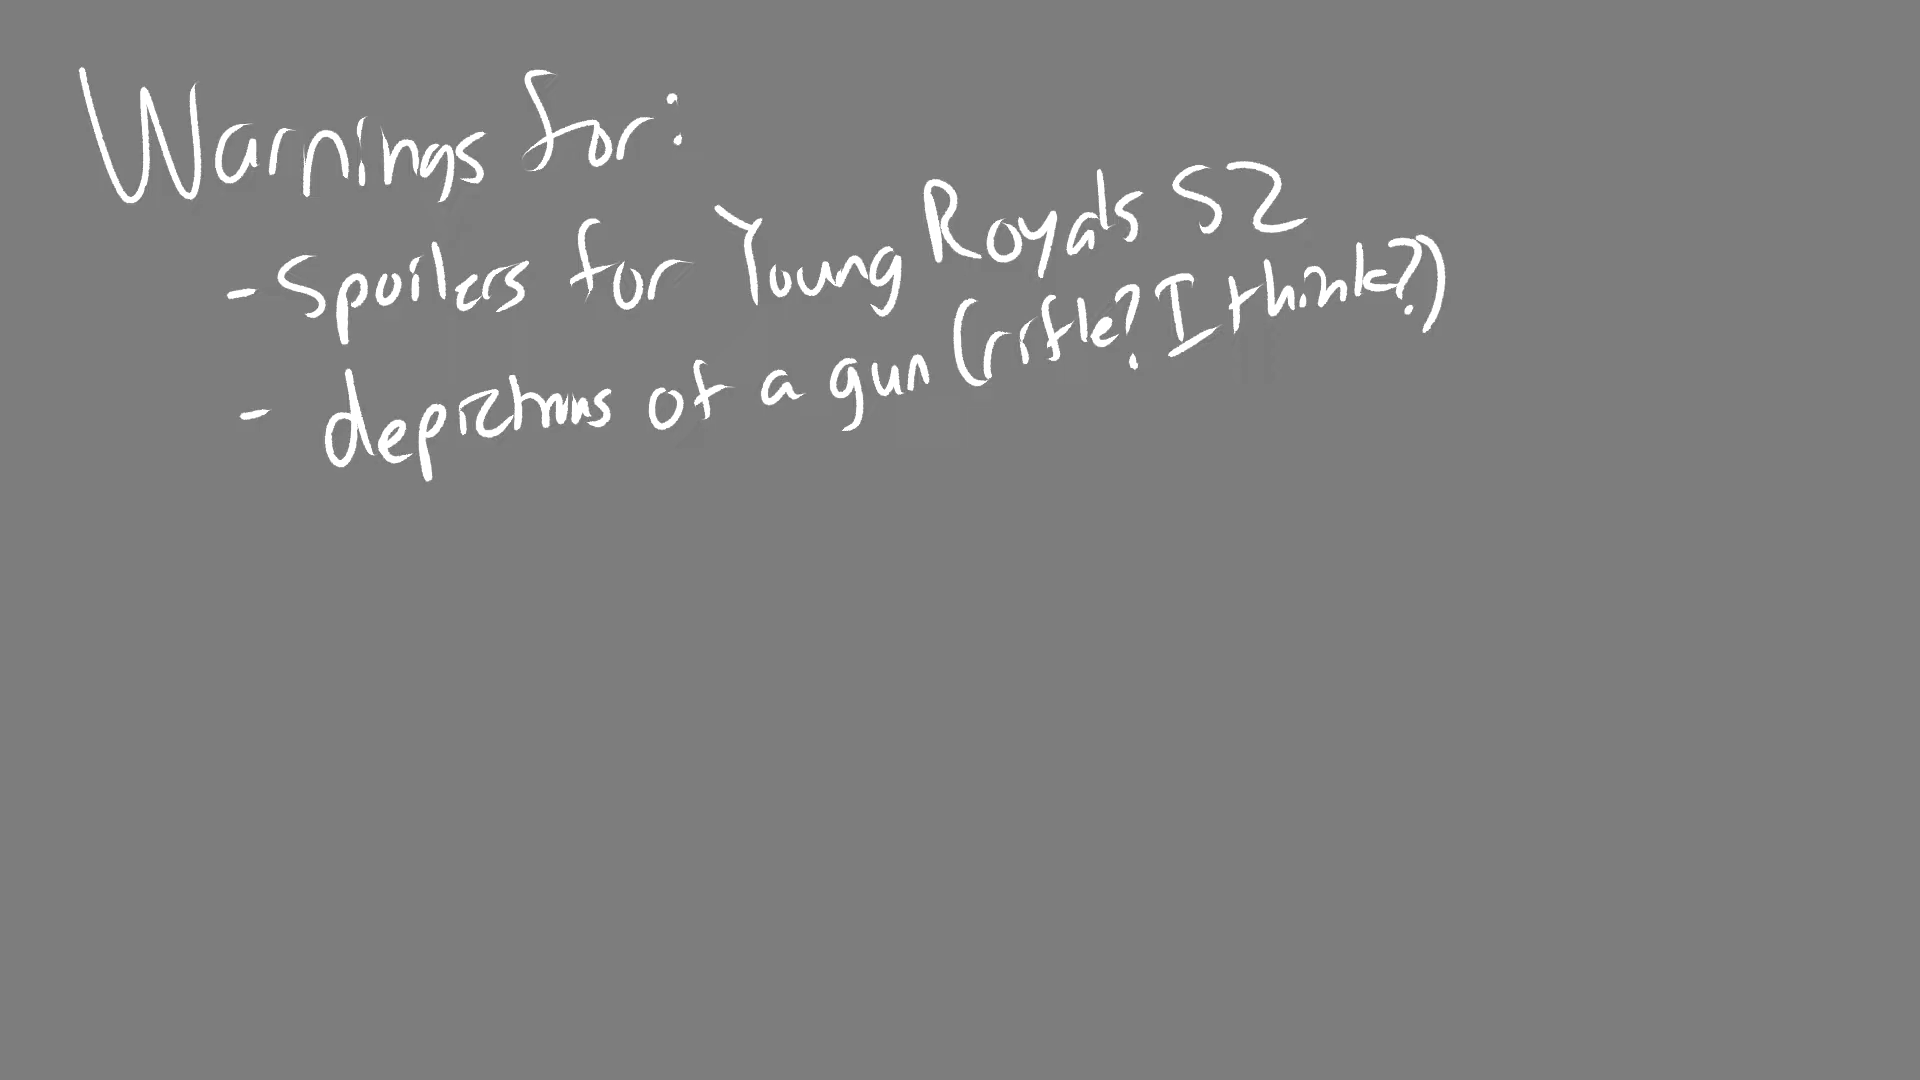 Warnings for:
- Spoilers for Young Royals S2
- depictions of a gun (rifle? I think?)